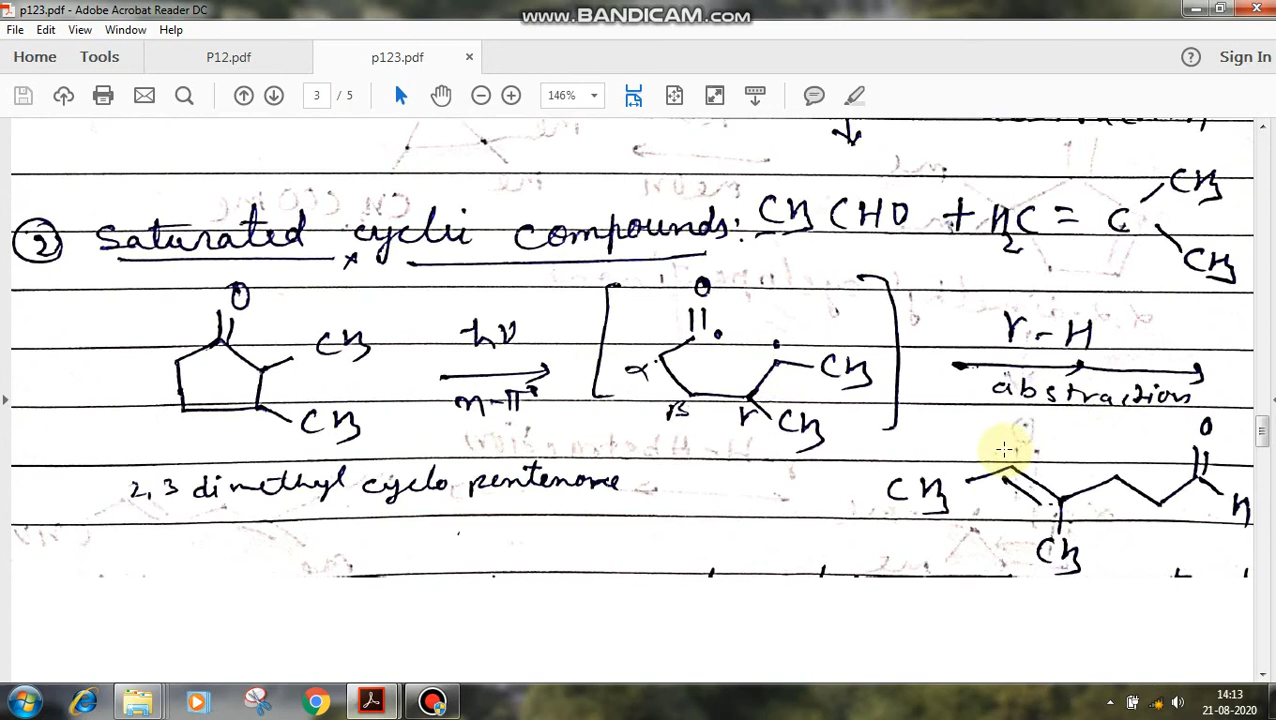 p123.pdf - Adobe Acrobat Reader DC
www.BANDICAM.com
File Edit View Window Help
Home Tools P12.pdf p123.pdf × ? Sign In
3 / 5 146%
② Saturated cyclic compounds: CH3 CHO + H2C = C CH3 CH3
O CH3 CH3
hν
n-π*
O α β γ CH3 CH3
γ-H
abstraction
2,3 dimethyl cyclo pentenone
CH3 CH3 O H
14:13
21-08-2020